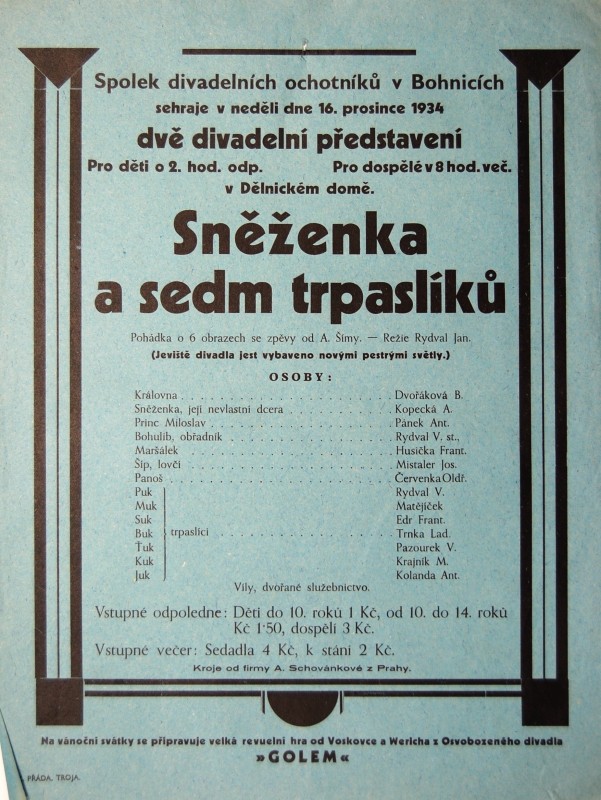 Spolek divadelních ochotníků v Bohnicích
sehraje v neděli dne 16. prosince 1934
dvě divadelní představení
Pro děti o 2. hod. odp. Pro dospělé v 8 hod. več.
v Dělnickém domě.
Sněženka
a sedm trpaslíků
Pohádka o 6 obrazech se zpěvy od A. Šímy. — Režie Rydval Jan.
(Jeviště divadla jest vybaveno novými pestrými světly.)
OSOBY:
Královna . . . . . . . . . . Dvořáková B.
Sněženka, její nevlastní dcera . . . . . . . . . . Kopecká A.
Princ Miloslav . . . . . . . . . . Pánek Ant.
Bohulib, obřadník . . . . . . . . . . Rydval V. st.,
Maršálek . . . . . . . . . . Husička Frant.
Šíp, lovčí . . . . . . . . . . Mistaler Jos.
Panoš . . . . . . . . . . Červenka Oldř.
Puk Rydval V.
Muk Matějíček
Suk Edr Frant.
Buk } trpaslíci . . . . . . . . . . Trnka Lad.
Ťuk Pazourek V.
Kuk Krajník M.
Juk Kolanda Ant.
Víly, dvořané služebnictvo.
Vstupné odpoledne: Děti do 10. roků 1 Kč, od 10. do 14. roků
Kč 1·50, dospělí 3 Kč.
Vstupné večer: Sedadla 4 Kč, k stání 2 Kč.
Kroje od firmy A. Schovánkové z Prahy.
Na vánoční svátky se připravuje velká revuelní hra od Voskovce a Wericha z Osvobozeného divadla
»GOLEM«
PŘÁDA, TROJA.